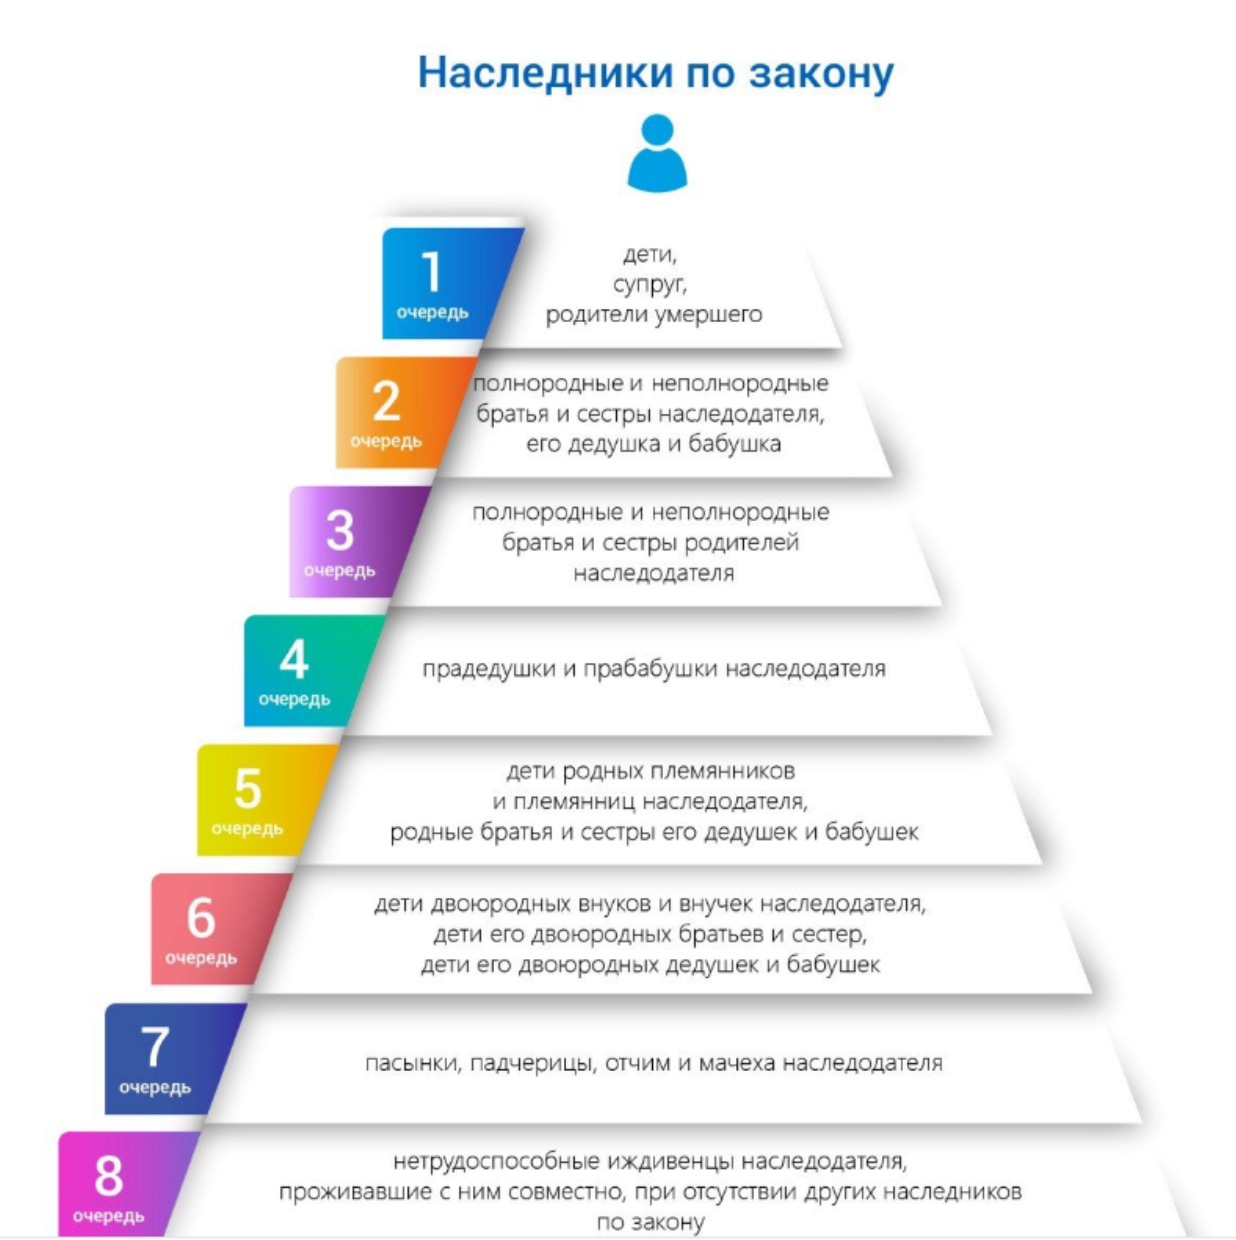 Наследники по закону
1
очередь
дети,
супруг,
родители умершего
2
очередь
полнородные и неполнородные
братья и сестры наследодателя,
его дедушка и бабушка
3
очередь
полнородные и неполнородные
братья и сестры родителей
наследодателя
4
очередь
прадедушки и прабабушки наследодателя
5
очередь
дети родных племянников
и племянниц наследодателя,
родные братья и сестры его дедушек и бабушек
6
очередь
дети двоюродных внуков и внучек наследодателя,
дети его двоюродных братьев и сестер,
дети его двоюродных дедушек и бабушек
7
очередь
пасынки, падчерицы, отчим и мачеха наследодателя
8
очередь
нетрудоспособные иждивенцы наследодателя,
проживавшие с ним совместно, при отсутствии других наследников
по закону